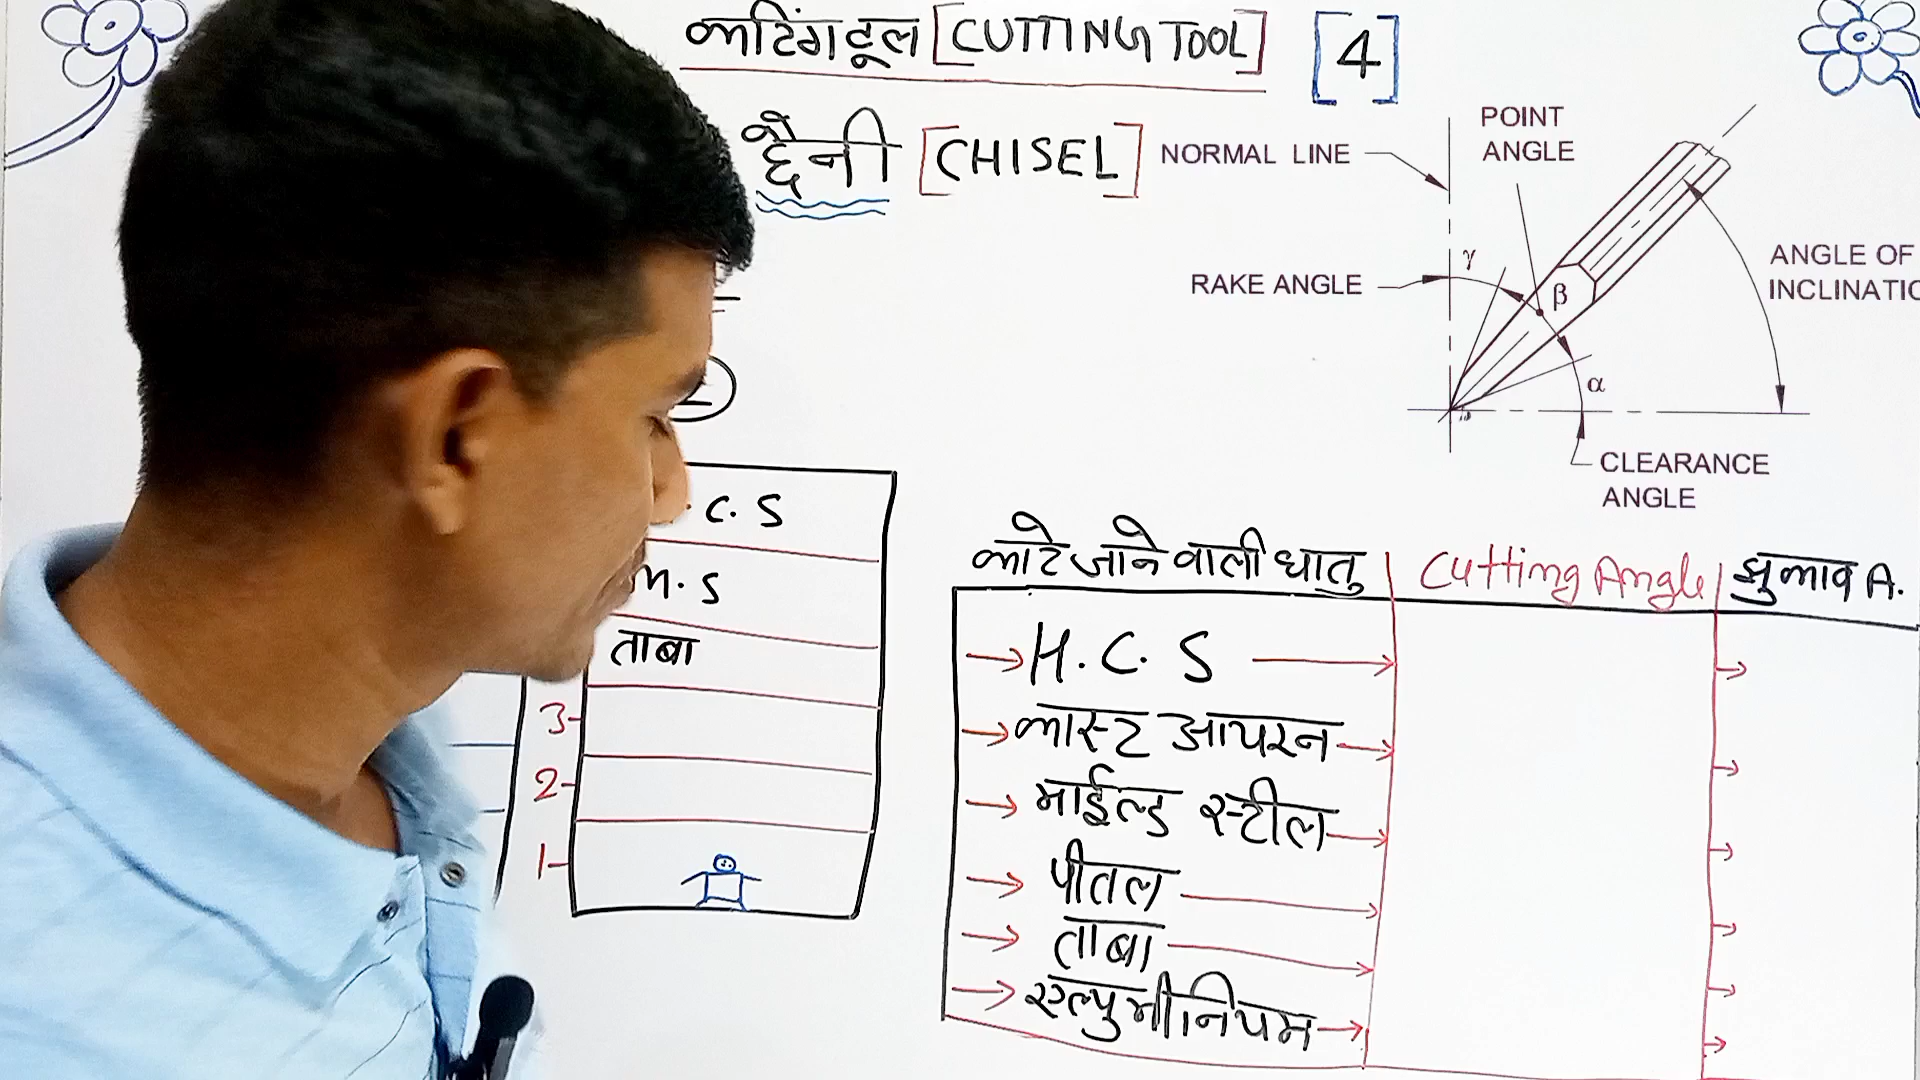 कटिंग टूल [CUTTING TOOL] [4]
छैनी [CHISEL]
NORMAL LINE
POINT
ANGLE
γ
RAKE ANGLE
β
ANGLE OF
α
CLEARANCE
ANGLE
C. S
M. S
ताबा
3
2
1
काटे जाने वाली धातु Cutting Angle झुकाव A.
H. C. S
कास्ट आयरन
माईल्ड स्टील
पीतल
ताबा
एल्युमीनियम